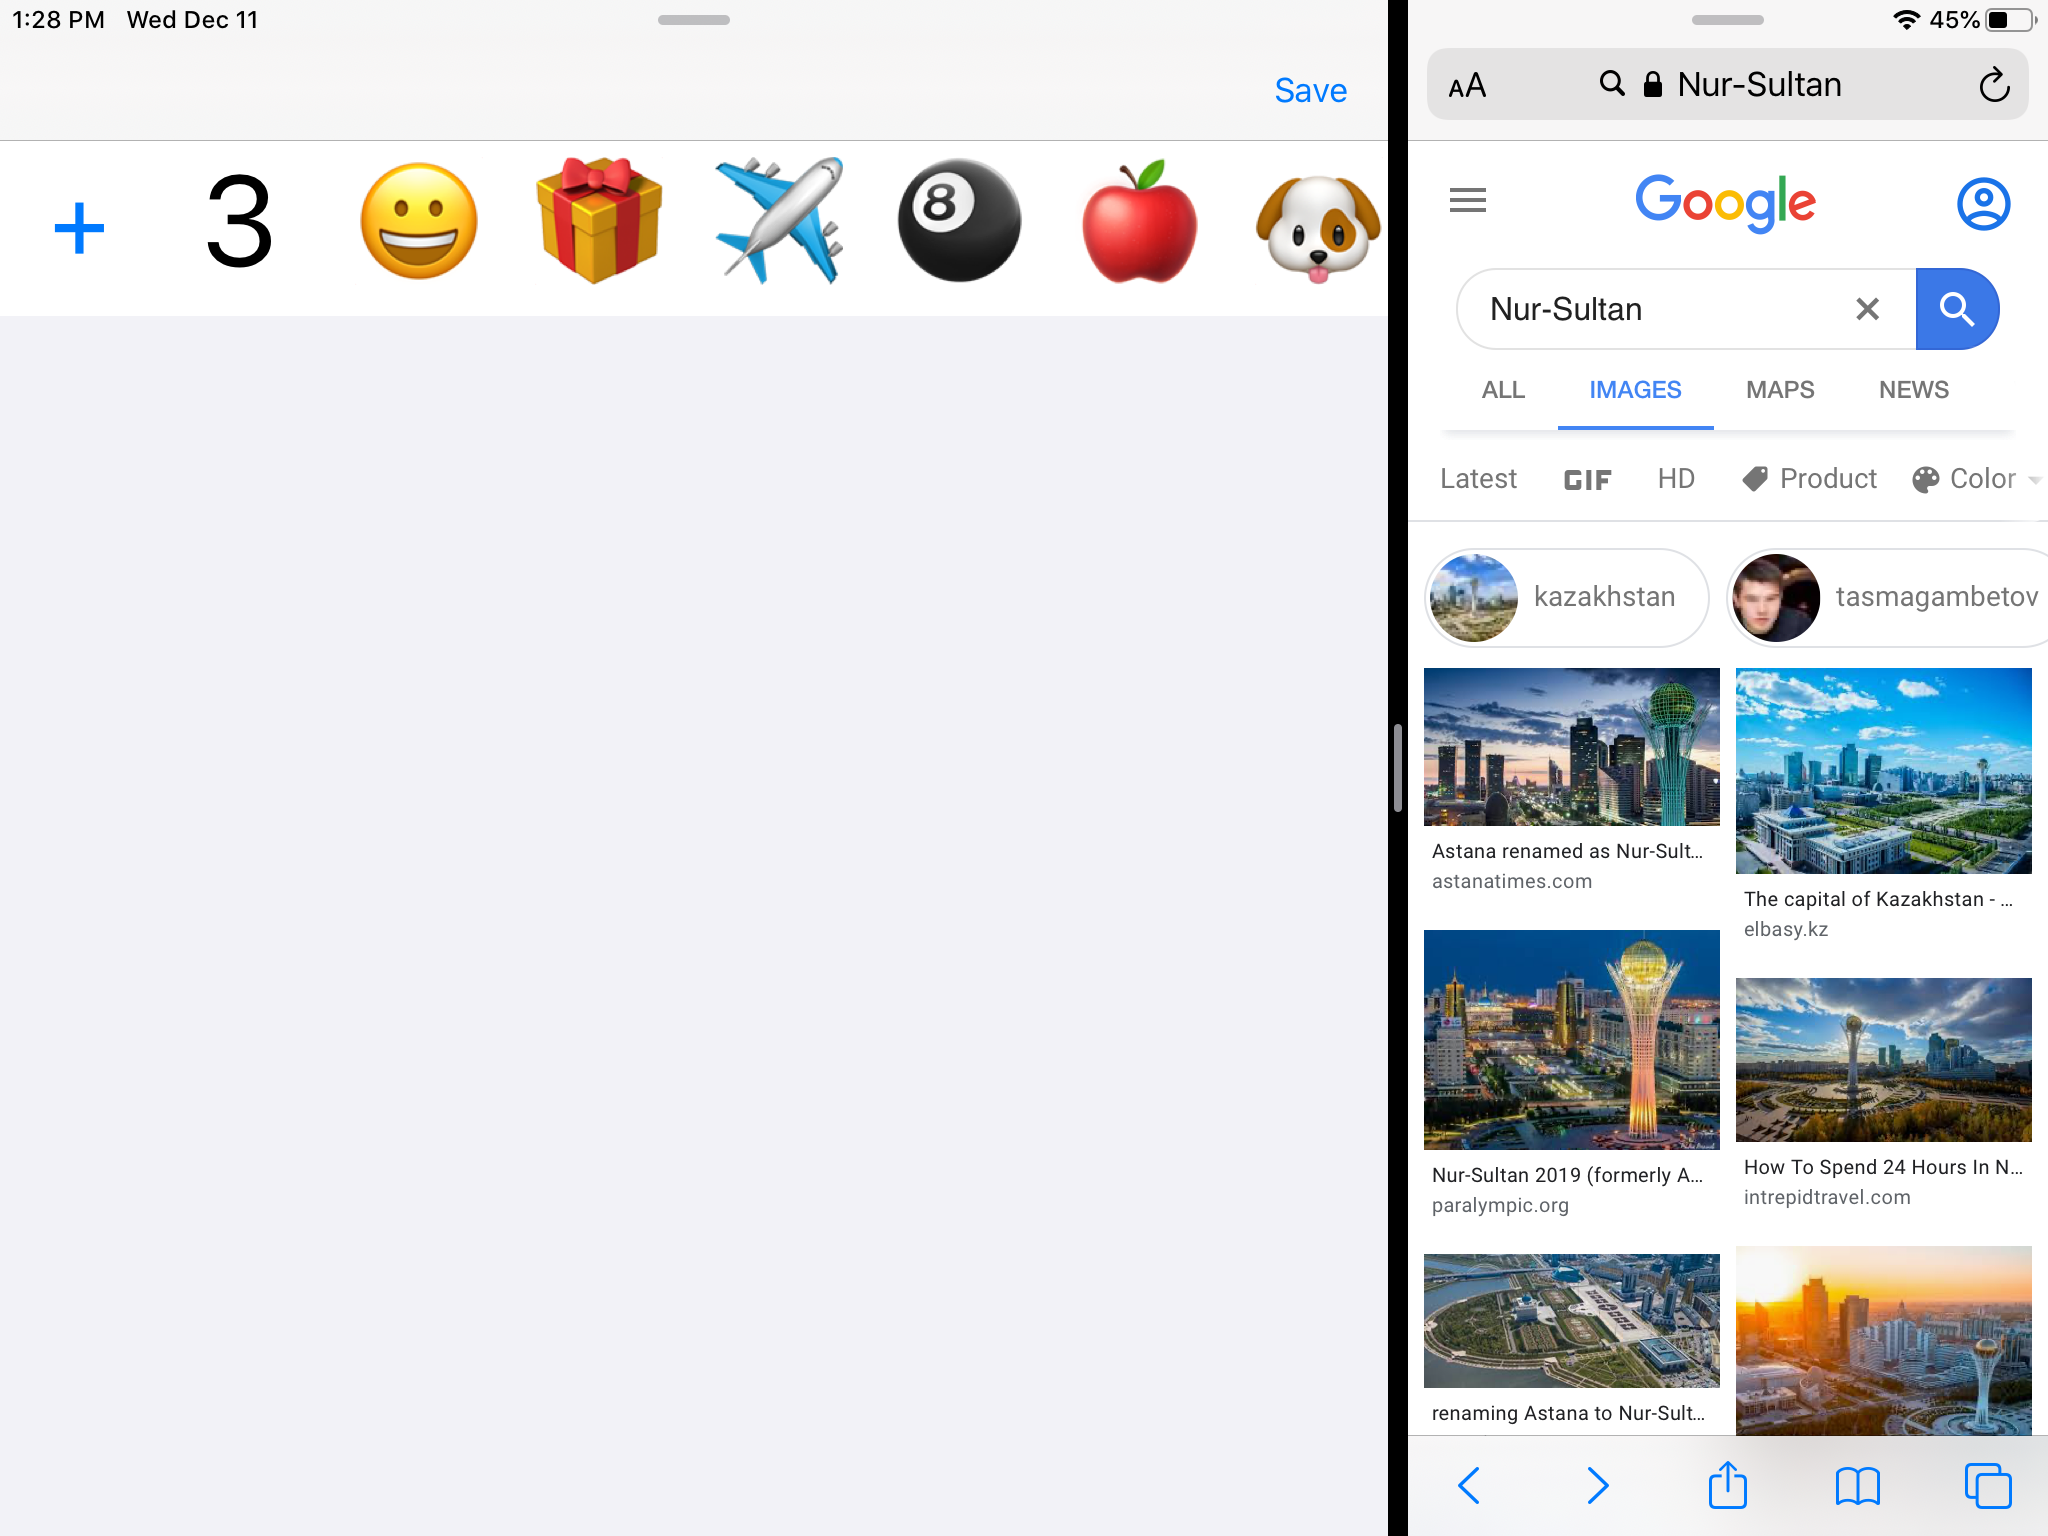 1:28 PM Wed Dec 11
45%
Save
AA Nur-Sultan
3
8
Google
Nur-Sultan
ALL IMAGES MAPS NEWS
Latest GIF HD Product Color
kazakhstan tasmagambetov
Astana renamed as Nur-Sult...
astanatimes.com
The capital of Kazakhstan - ...
elbasy.kz
Nur-Sultan 2019 (formerly A...
paralympic.org
How To Spend 24 Hours In N...
intrepidtravel.com
renaming Astana to Nur-Sult...